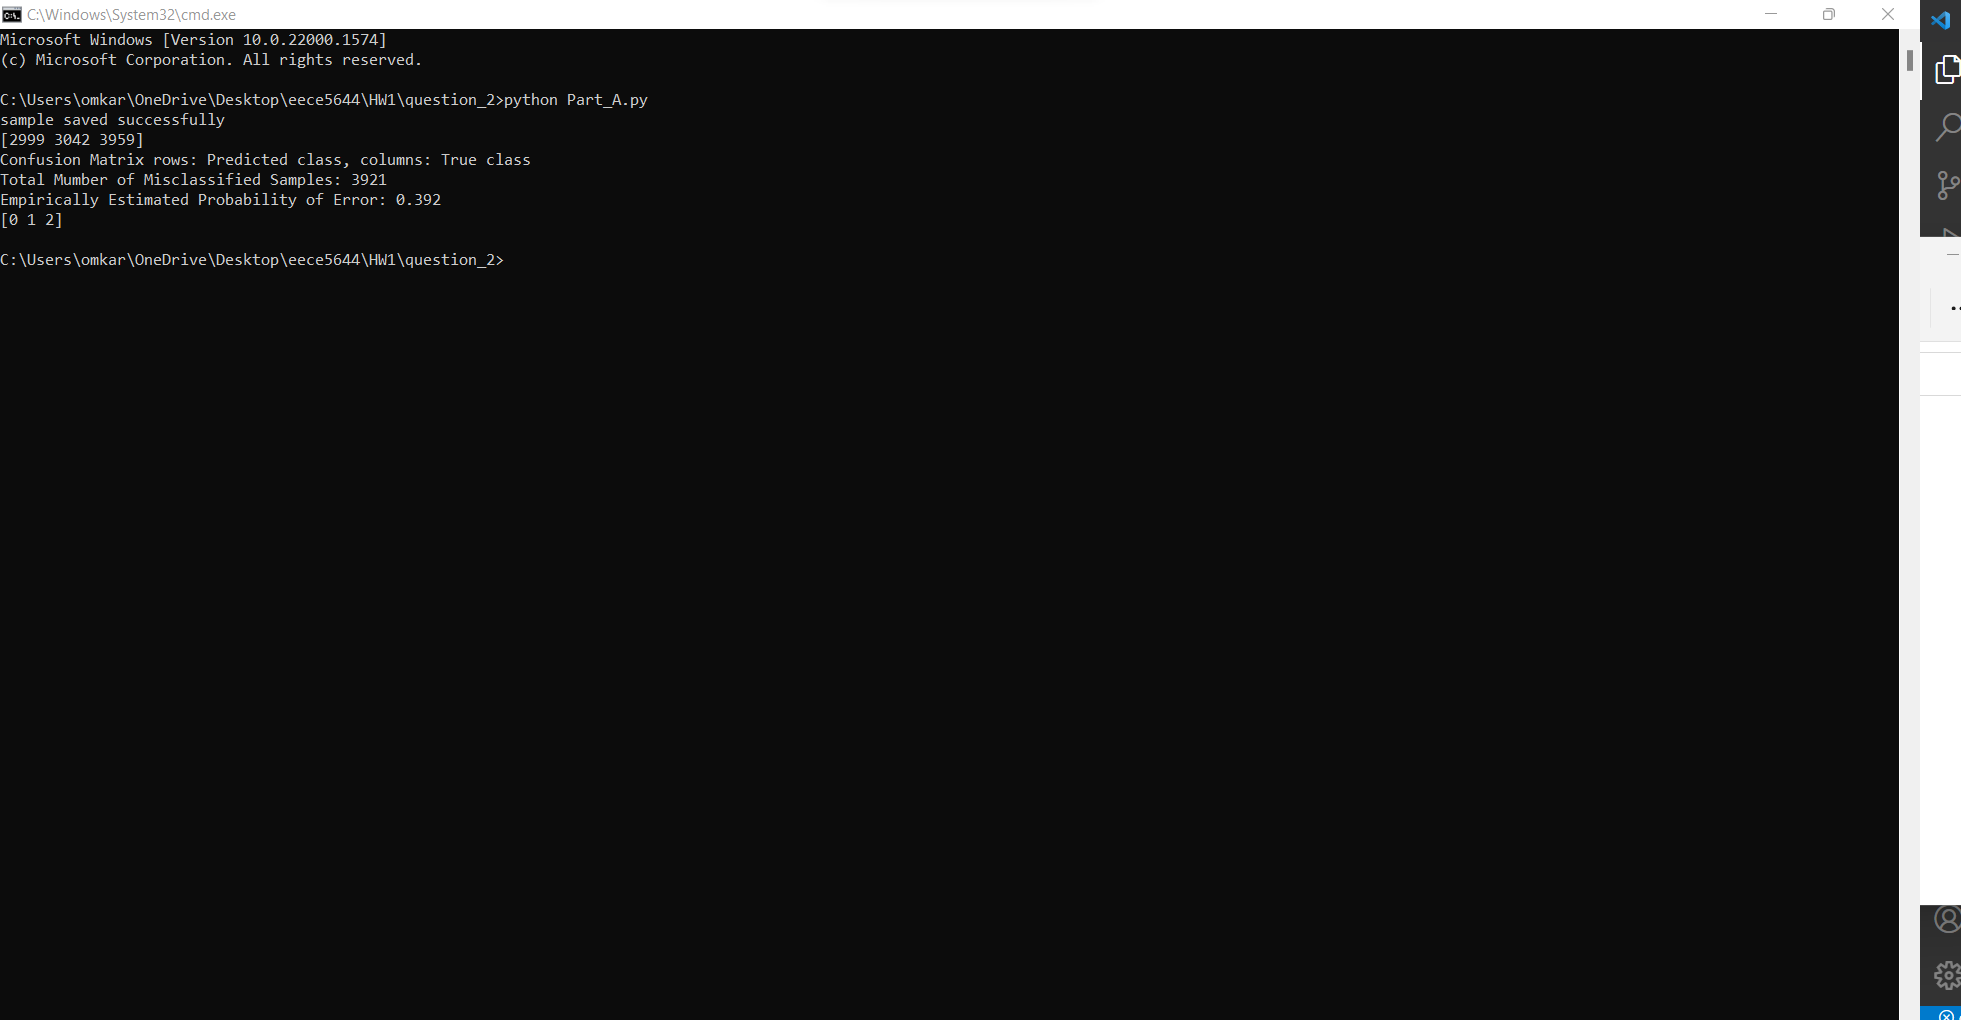 C:\Windows\System32\cmd.exe
Microsoft Windows [Version 10.0.22000.1574]
(c) Microsoft Corporation. All rights reserved.
C:\Users\omkar\OneDrive\Desktop\eece5644\HW1\question_2>python Part_A.py
sample saved successfully
[2999 3042 3959]
Confusion Matrix rows: Predicted class, columns: True class
Total Mumber of Misclassified Samples: 3921
Empirically Estimated Probability of Error: 0.392
[0 1 2]
C:\Users\omkar\OneDrive\Desktop\eece5644\HW1\question_2>